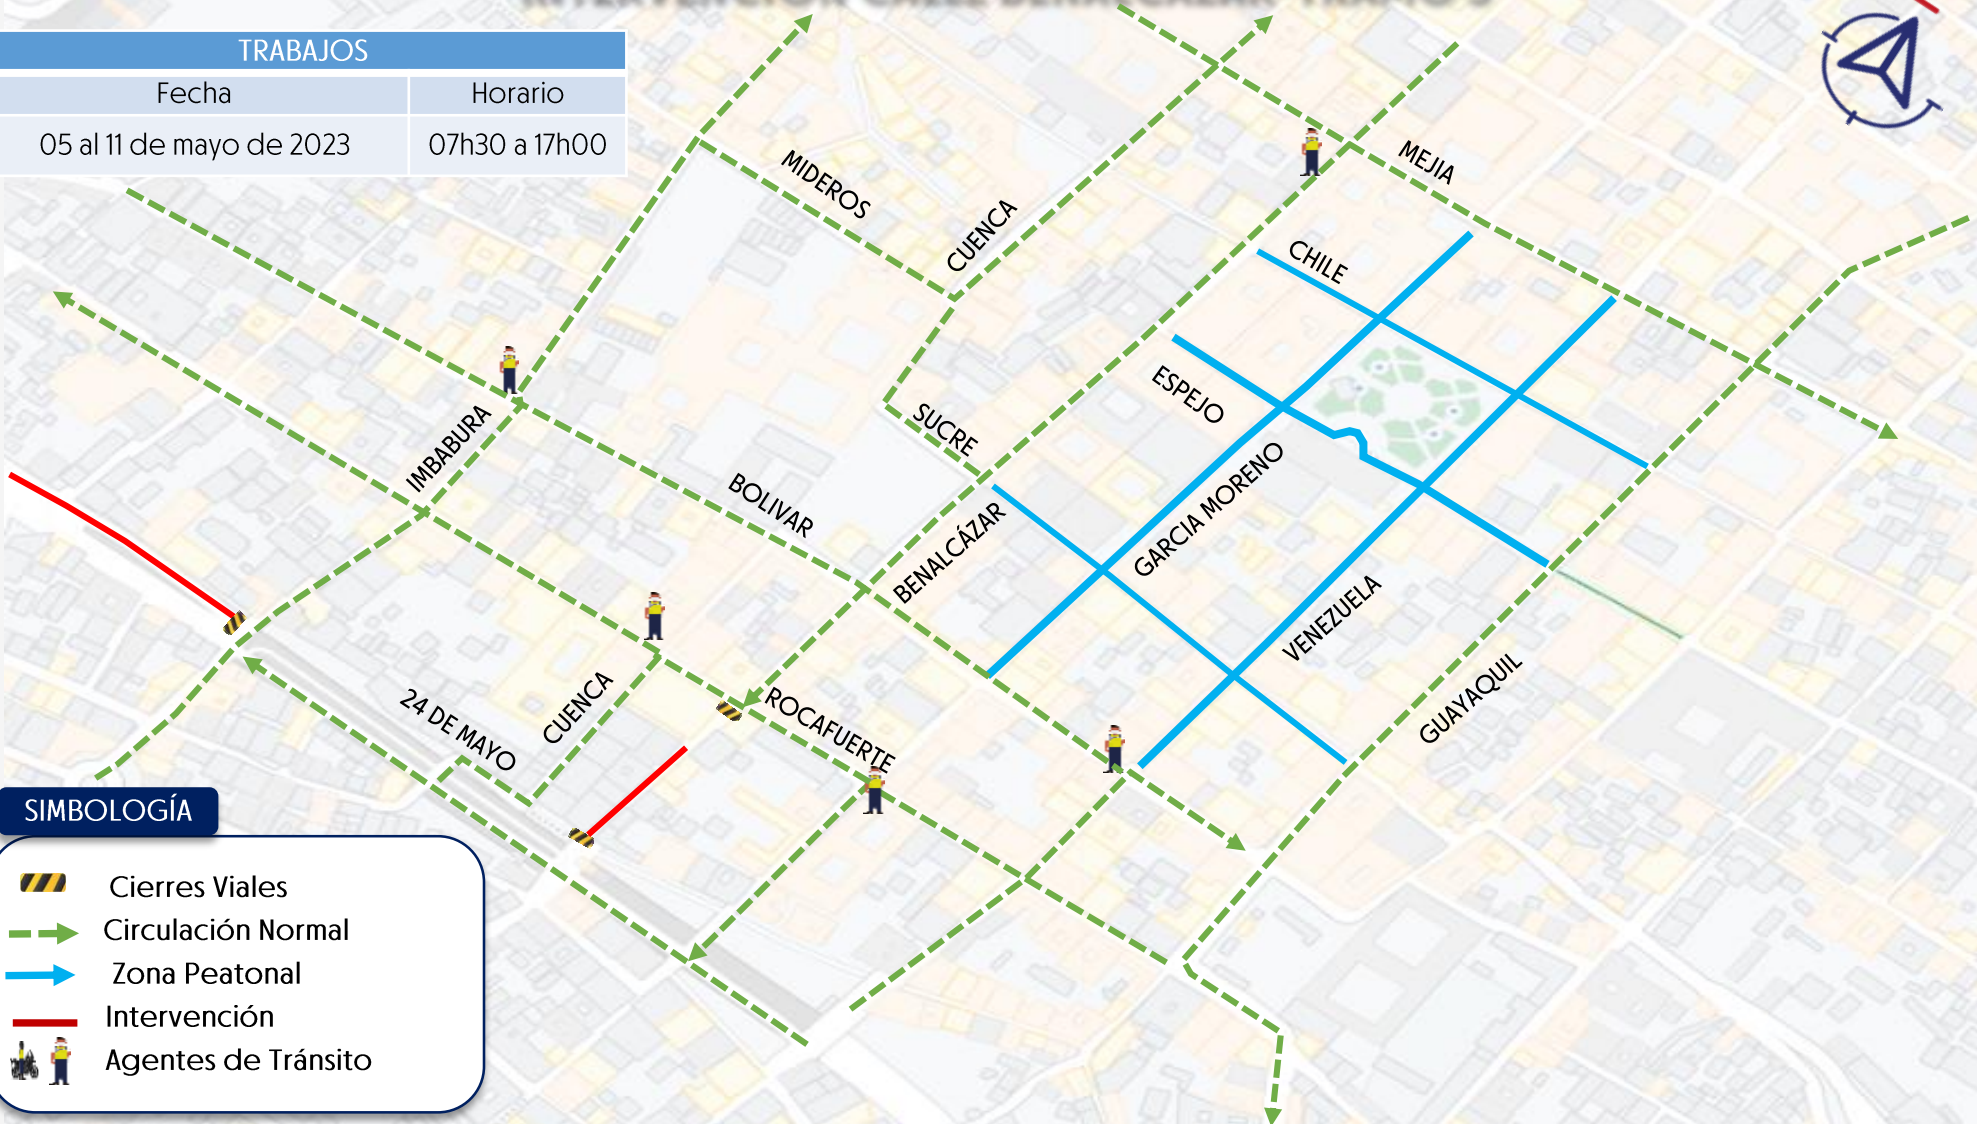 TRABAJOS
Fecha
Horario
05 al 11 de mayo de 2023
07h30 a 17h00
MIDEROS
CUENCA
MEJIA
CHILE
ESPEJO
SUCRE
IMBABURA
BOLIVAR
BENALCÁZAR
GARCIA MORENO
VENEZUELA
GUAYAQUIL
24 DE MAYO
CUENCA
ROCAFUERTE
SIMBOLOGÍA
Cierres Viales
Circulación Normal
Zona Peatonal
Intervención
Agentes de Tránsito